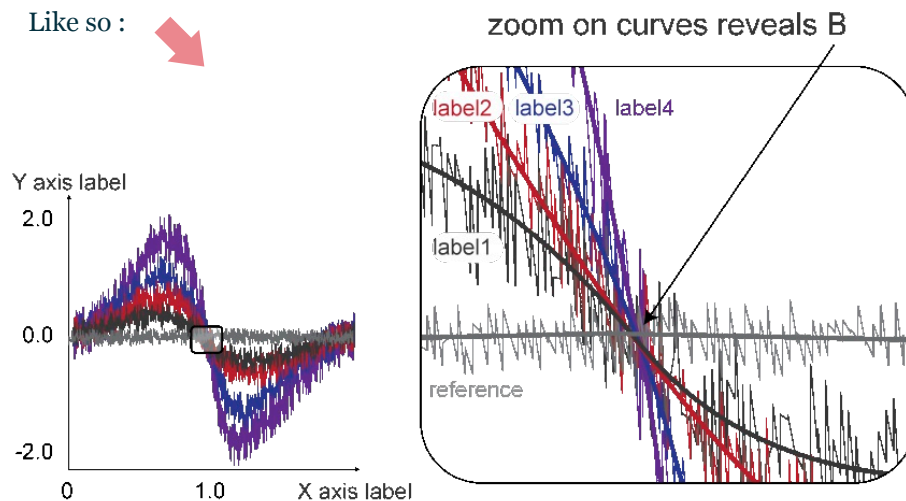 Like so :
zoom on curves reveals B
label2
label3
label4
label1
reference
Y axis label
2.0
0.0
-2.0
0
1.0
X axis label